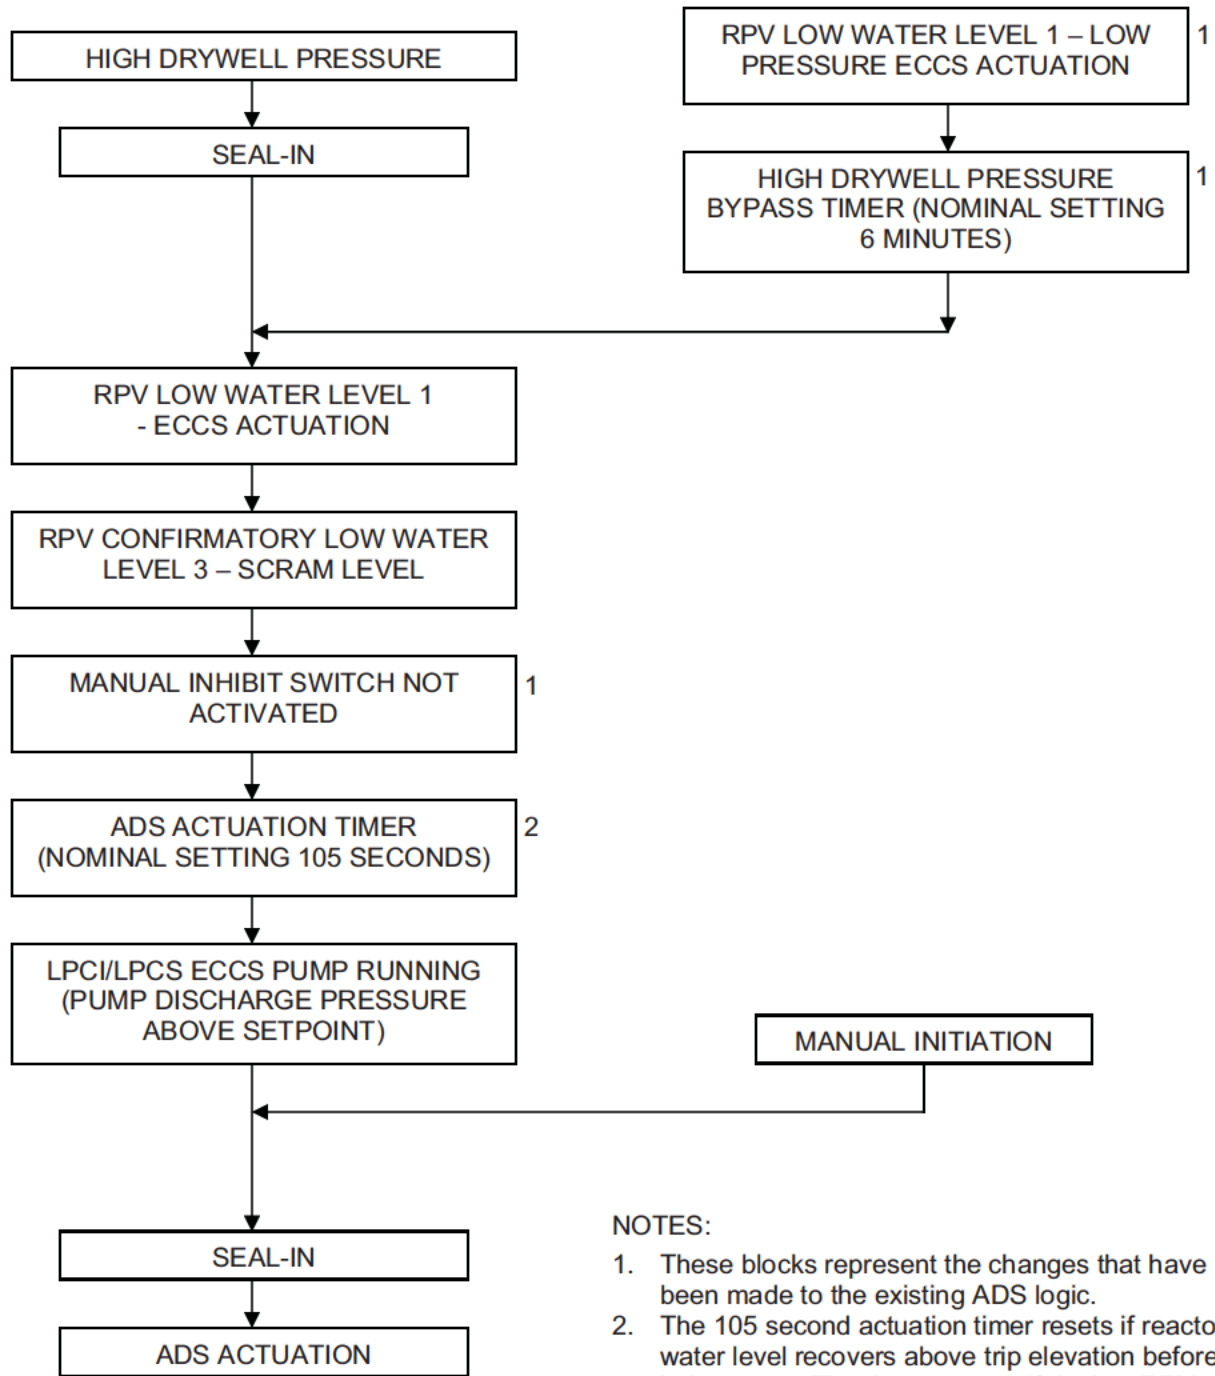 HIGH DRYWELL PRESSURE
SEAL-IN
RPV LOW WATER LEVEL 1 – LOW
PRESSURE ECCS ACTUATION
1
HIGH DRYWELL PRESSURE
BYPASS TIMER (NOMINAL SETTING
6 MINUTES)
1
RPV LOW WATER LEVEL 1
- ECCS ACTUATION
RPV CONFIRMATORY LOW WATER
LEVEL 3 – SCRAM LEVEL
MANUAL INHIBIT SWITCH NOT
ACTIVATED
1
ADS ACTUATION TIMER
(NOMINAL SETTING 105 SECONDS)
2
LPCI/LPCS ECCS PUMP RUNNING
(PUMP DISCHARGE PRESSURE
ABOVE SETPOINT)
MANUAL INITIATION
SEAL-IN
ADS ACTUATION
NOTES:
1. These blocks represent the changes that have
been made to the existing ADS logic.
2. The 105 second actuation timer resets if reacto
water level recovers above trip elevation before